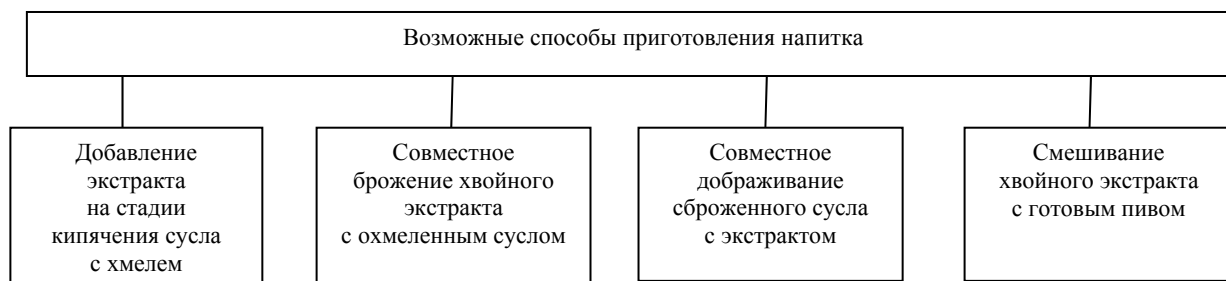 Возможные способы приготовления напитка
Добавление
экстракта
на стадии
кипячения сусла
с хмелем
Совместное
брожение хвойного
экстракта
с охмеленным суслом
Совместное
дображивание
сброженного сусла
с экстрактом
Смешивание
хвойного экстракта
с готовым пивом